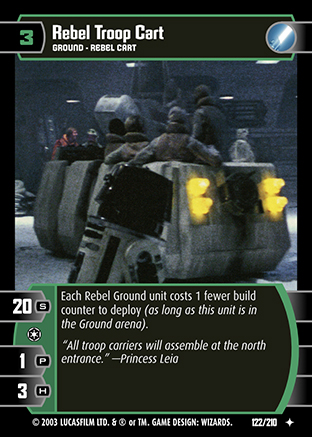 3
Rebel Troop Cart
GROUND • REBEL CART
20 S
Each Rebel Ground unit costs 1 fewer build
counter to deploy (as long as this unit is in
the Ground arena).
1 P
“All troop carriers will assemble at the north
entrance.” —Princess Leia
3 H
© 2003 LUCASFILM LTD. & ® or TM. GAME DESIGN: WIZARDS. 122/210